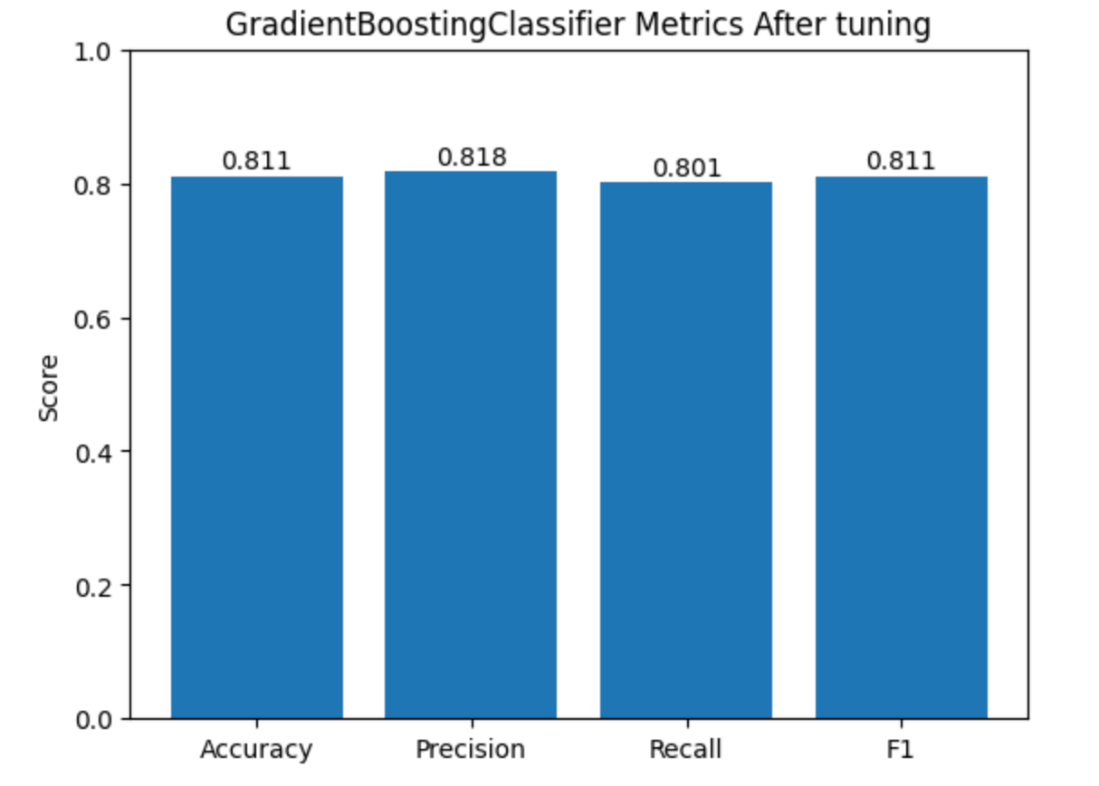 GradientBoostingClassifier Metrics After tuning
1.0
0.8
0.6
0.4
0.2
0.0
Score
0.811
0.818
0.801
0.811
Accuracy
Precision
Recall
F1